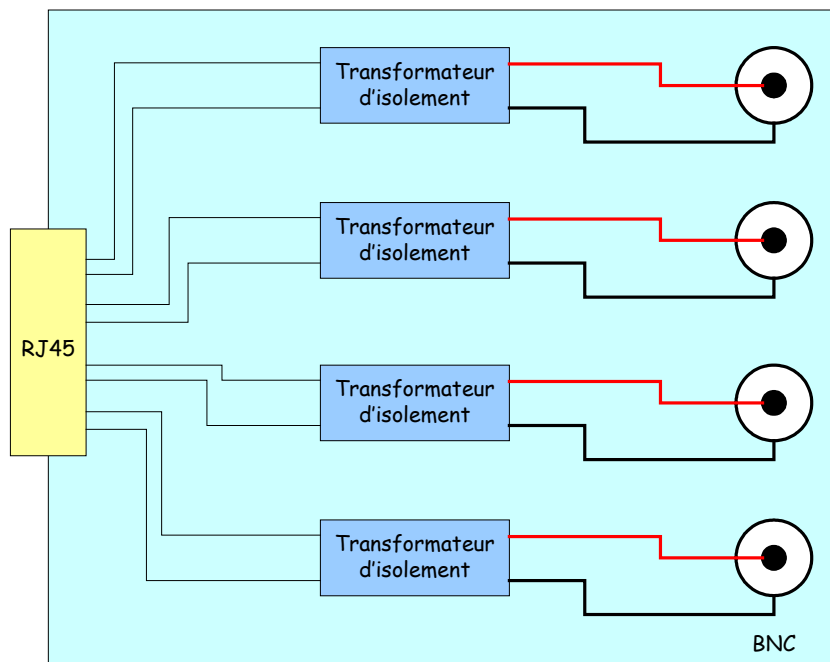 Transformateur
d'isolement
Transformateur
d'isolement
RJ45
Transformateur
d'isolement
Transformateur
d'isolement
BNC